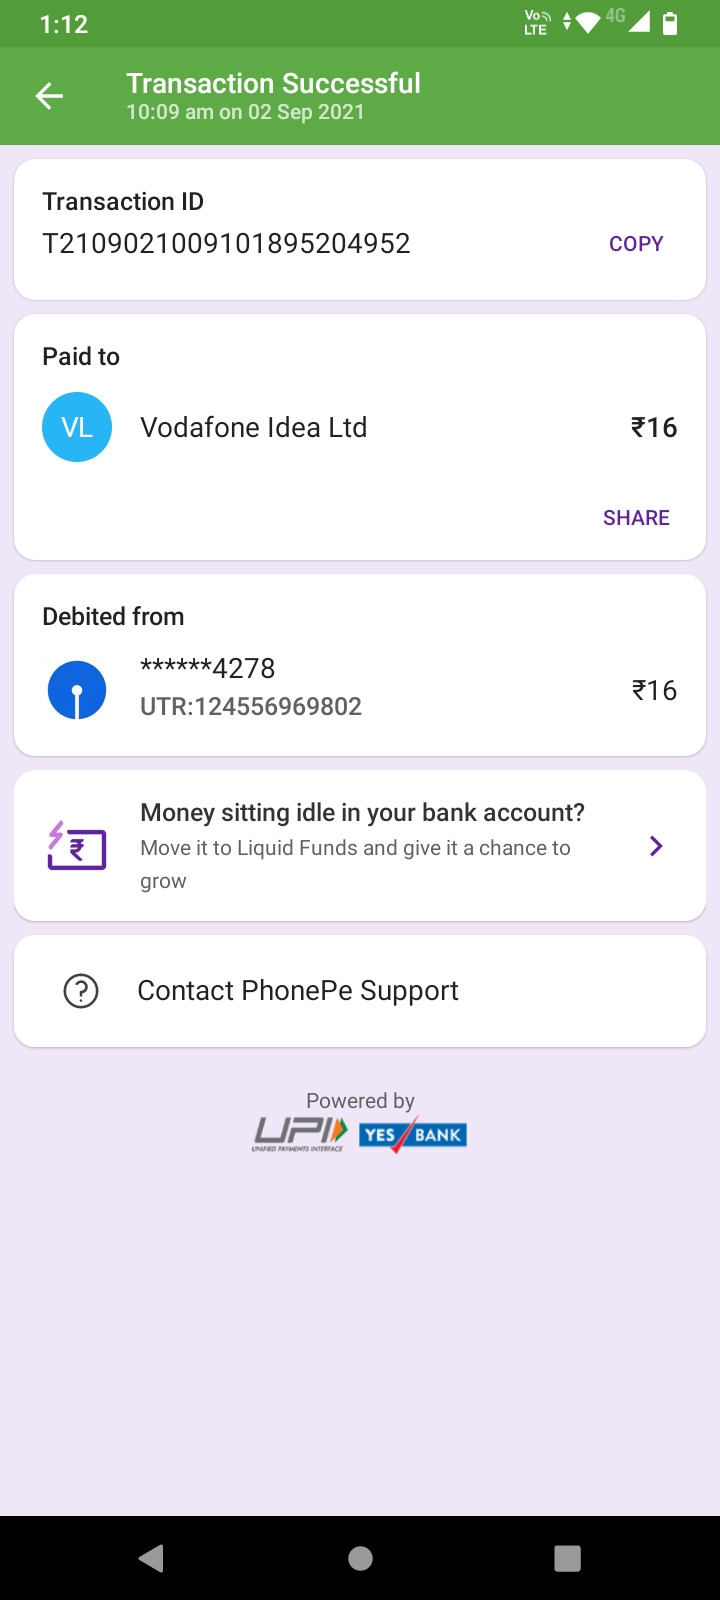 1:12
Vo LTE
4G
Transaction Successful
10:09 am on 02 Sep 2021
Transaction ID
T2109021009101895204952
COPY
Paid to
VL
Vodafone Idea Ltd
₹16
SHARE
Debited from
******4278
UTR:124556969802
₹16
Money sitting idle in your bank account?
Move it to Liquid Funds and give it a chance to
grow
Contact PhonePe Support
Powered by
UPI
UNIFIED PAYMENTS INTERFACE
YES BANK